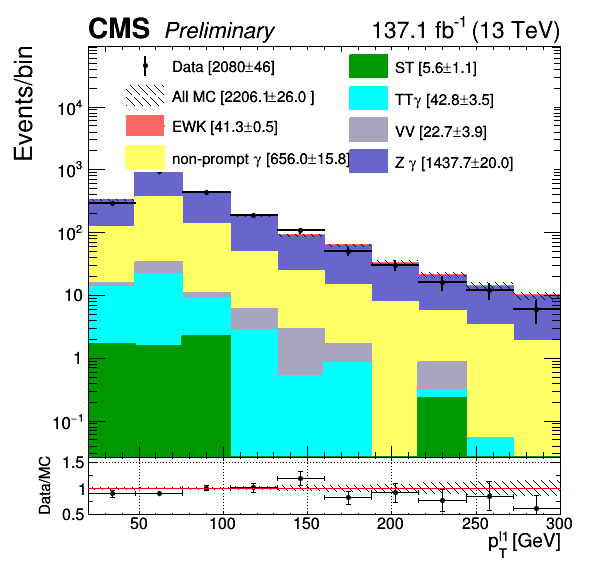 CMS Preliminary 137.1 fb⁻¹ (13 TeV)
Events/bin
Data [2080±46]
All MC [2206.1±26.0 ]
EWK [41.3±0.5]
non-prompt γ [656.0±15.8]
ST [5.6±1.1]
TTγ [42.8±3.5]
VV [22.7±3.9]
Z γ [1437.7±20.0]
10⁴
10³
10²
10
1
10⁻¹
Data/MC
1.5
1
0.5
50 100 150 200 250 300
p_T^l1 [GeV]